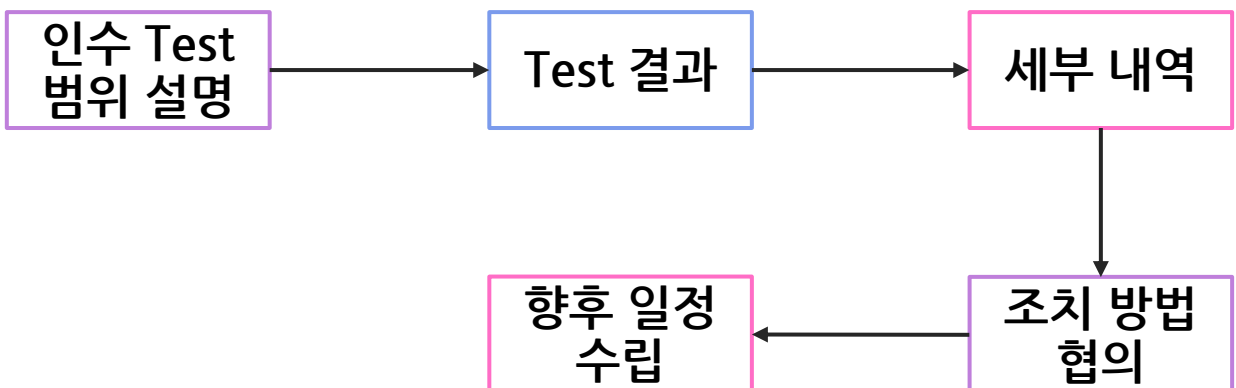 인수 Test
범위 설명
Test 결과
세부 내역
조치 방법
협의
향후 일정
수립